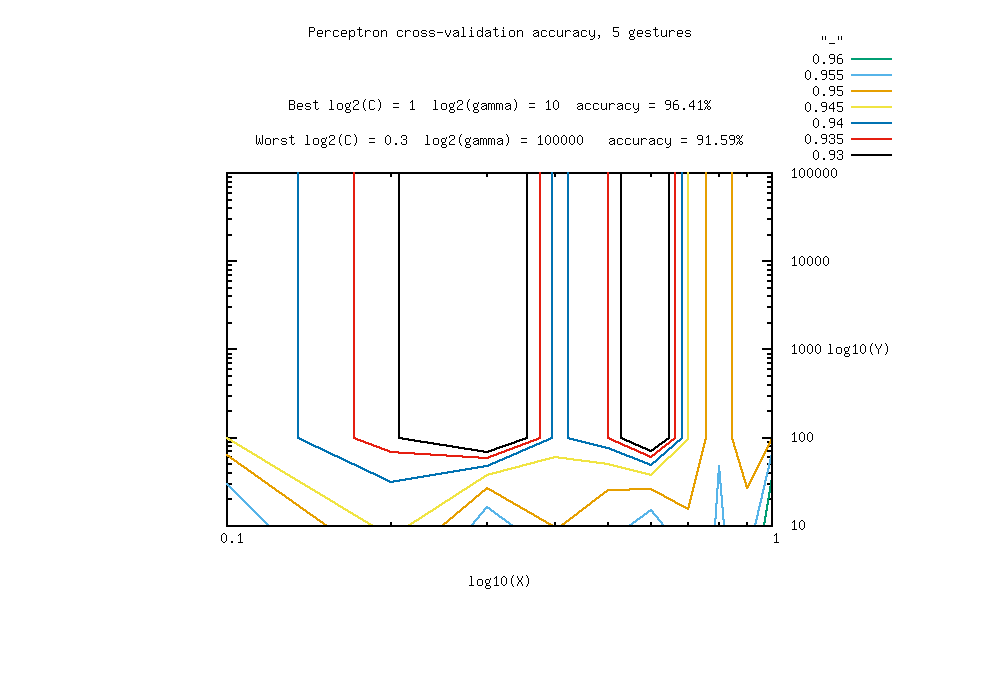 Perceptron cross-validation accuracy, 5 gestures
"_"
0.96
0.955
0.95
0.945
0.94
0.935
0.93
Best log2(C) = 1  log2(gamma) = 10  accuracy = 96.41%
Worst log2(C) = 0.3  log2(gamma) = 100000   accuracy = 91.59%
100000
10000
1000 log10(Y)
100
10
0.1 1
log10(X)